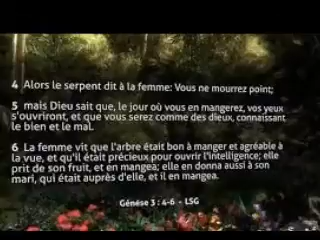 4 Alors le serpent dit à la femme: Vous ne mourrez point;
5 mais Dieu sait que, le jour où vous en mangerez, vos yeux
s'ouvriront, et que vous serez comme des dieux, connaissant
le bien et le mal.
6 La femme vit que l'arbre était bon à manger et agréable à
la vue, et qu'il était précieux pour ouvrir l'intelligence; elle
prit de son fruit, et en mangea; elle en donna aussi à son
mari, qui était auprès d'elle, et il en mangea.
Génése 3 : 4-6 - LSG